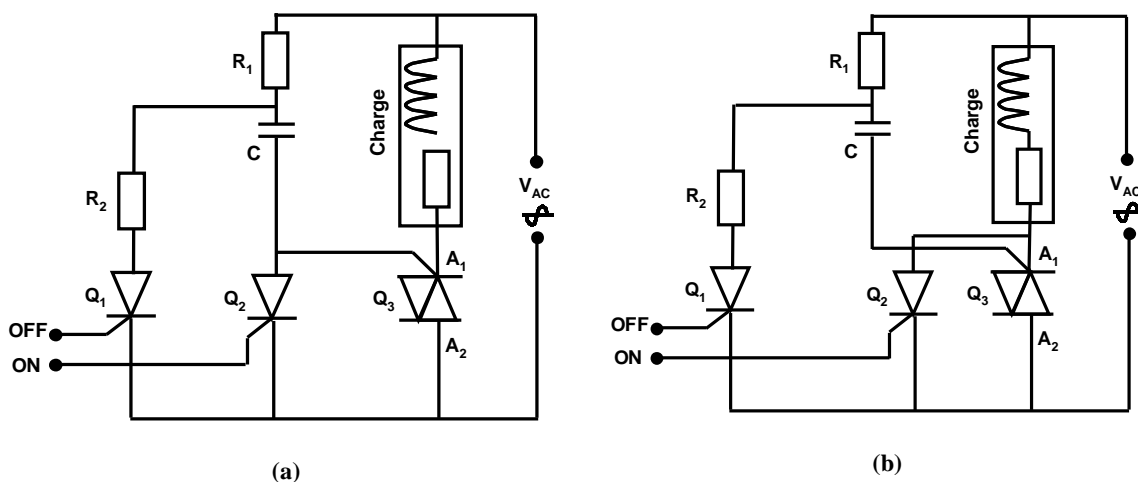 R1
Charge
C
VAC
R2
A1
Q1
Q2
Q3
OFF
A2
ON
(a)
R1
Charge
C
VAC
R2
A1
Q1
Q2
Q3
OFF
A2
ON
(b)